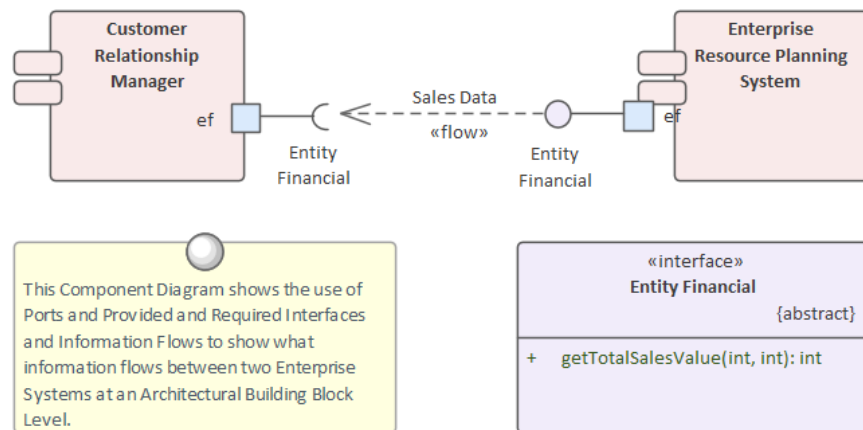 Customer
Relationship
Manager
ef
Entity
Financial
Sales Data
«flow»
Entity
Financial
Enterprise
Resource Planning
System
ef
This Component Diagram shows the use of
Ports and Provided and Required Interfaces
and Information Flows to show what
information flows between two Enterprise
Systems at an Architectural Building Block
Level.
«interface»
Entity Financial
{abstract}
+ getTotalSalesValue(int, int): int